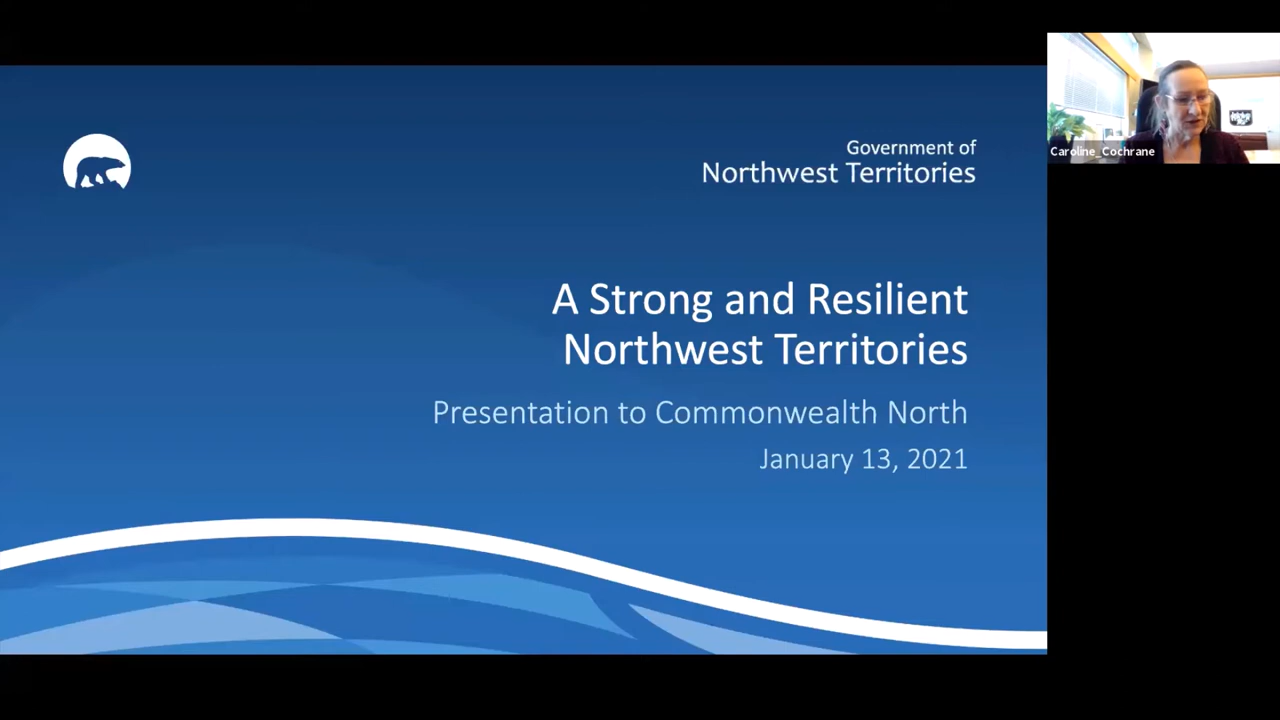 Government of
Northwest Territories
A Strong and Resilient
Northwest Territories
Presentation to Commonwealth North
January 13, 2021
Caroline_Cochrane